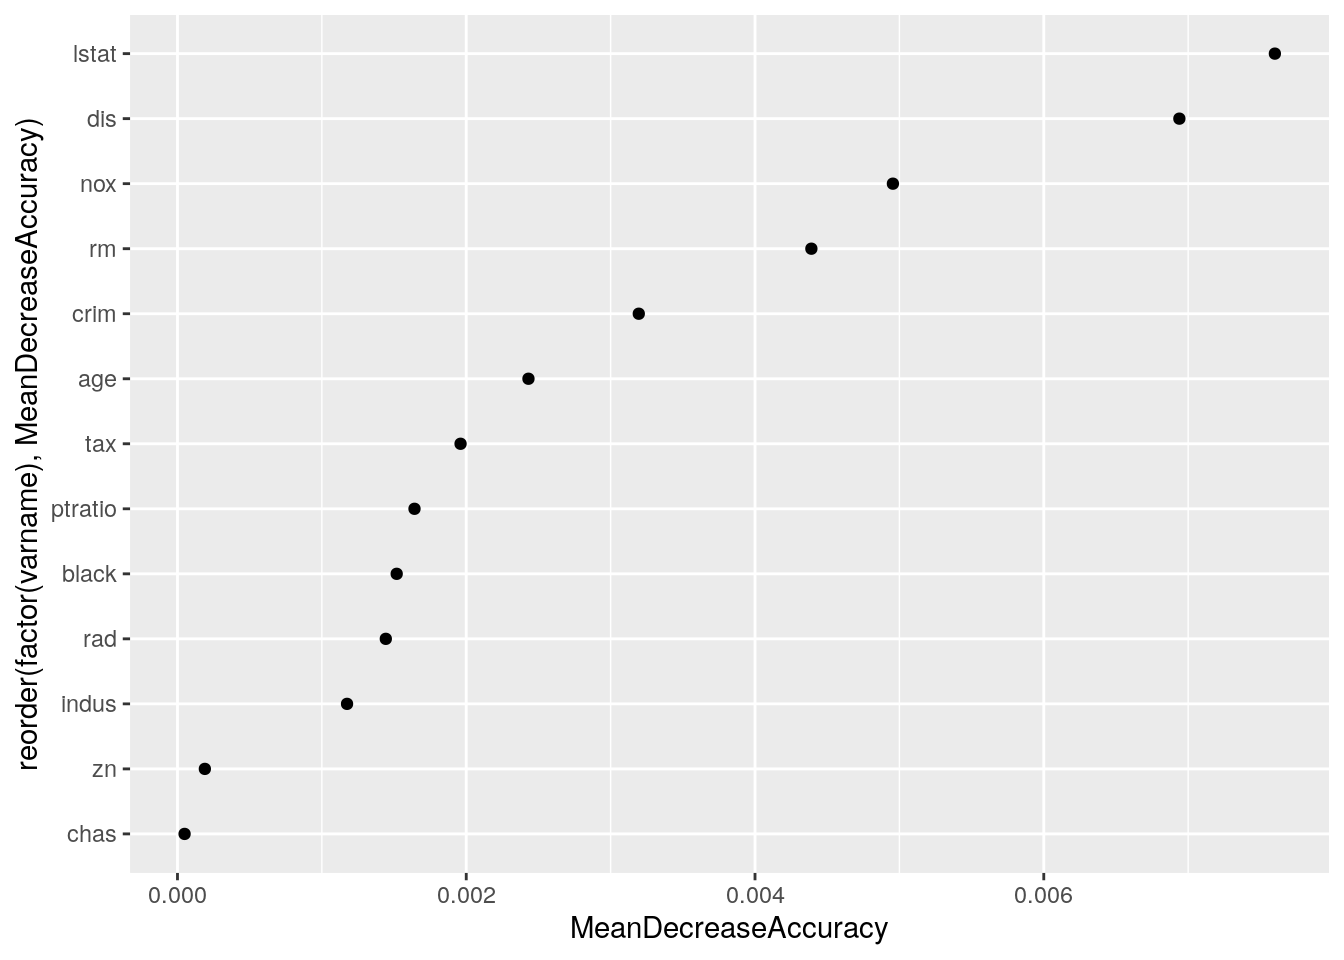 reorder(factor(varname), MeanDecreaseAccuracy)
lstat
dis
nox
rm
crim
age
tax
ptratio
black
rad
indus
zn
chas
0.000 0.002 0.004 0.006
MeanDecreaseAccuracy